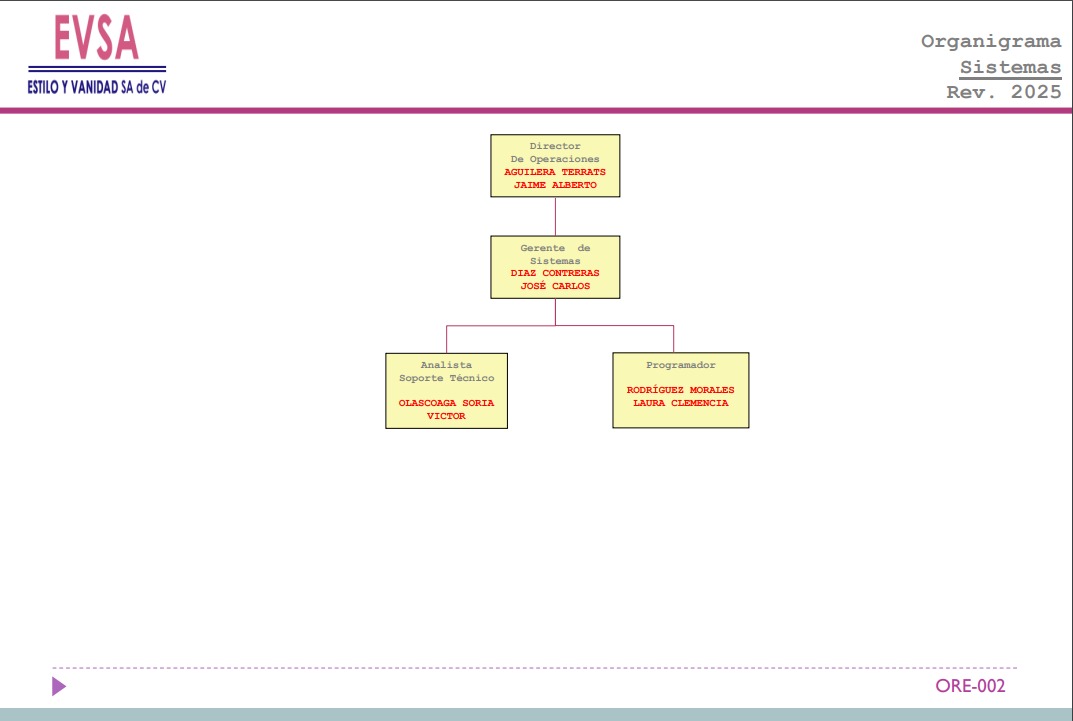 EVSA
ESTILO Y VANIDAD SA de CV
Organigrama
Sistemas
Rev. 2025
Director
De Operaciones
AGUILERA TERRATS
JAIME ALBERTO
Gerente de
Sistemas
DIAZ CONTRERAS
JOSÉ CARLOS
Analista
Soporte Técnico
OLASCOAGA SORIA
VICTOR
Programador
RODRÍGUEZ MORALES
LAURA CLEMENCIA
ORE-002